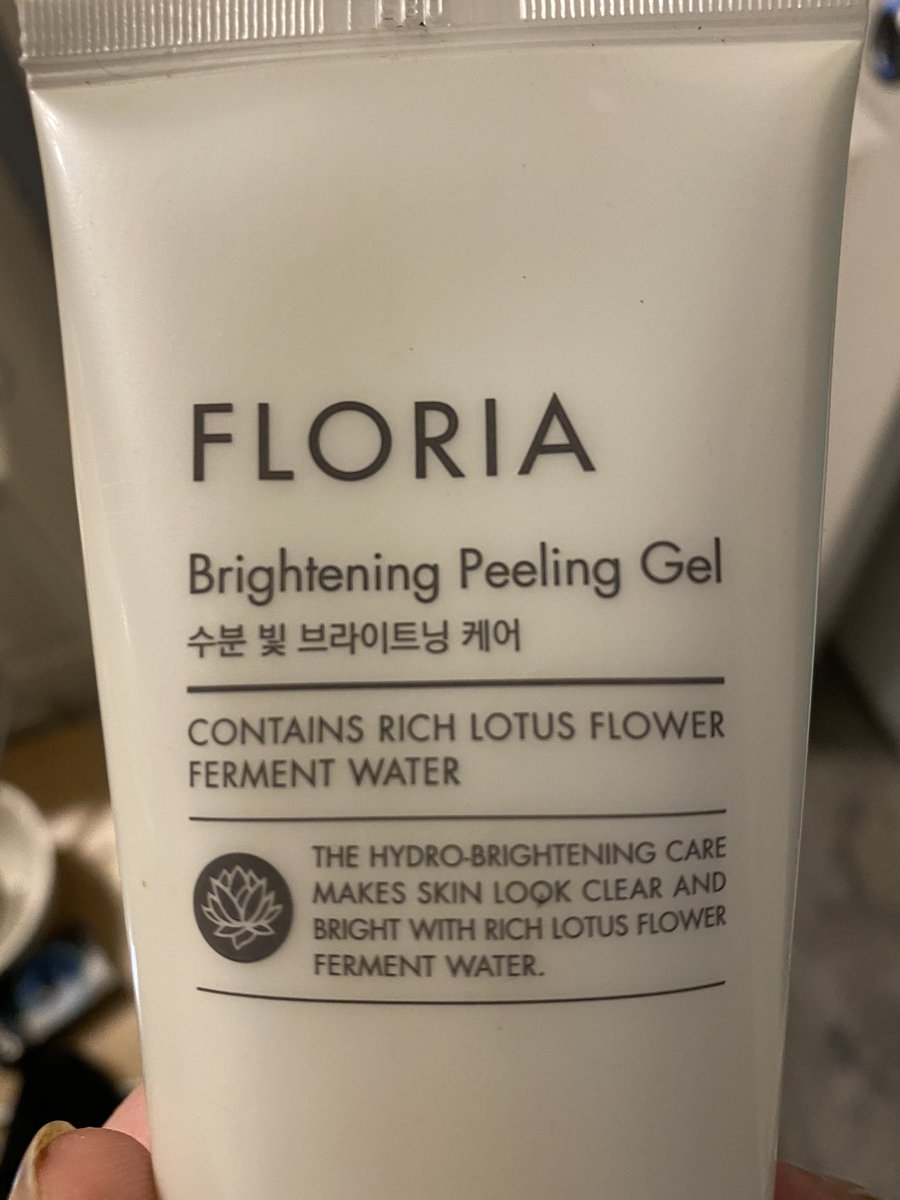 FLORIA
Brightening Peeling Gel
수분 빛 브라이트닝 케어
CONTAINS RICH LOTUS FLOWER
FERMENT WATER
THE HYDRO-BRIGHTENING CARE
MAKES SKIN LOOK CLEAR AND
BRIGHT WITH RICH LOTUS FLOWER
FERMENT WATER.